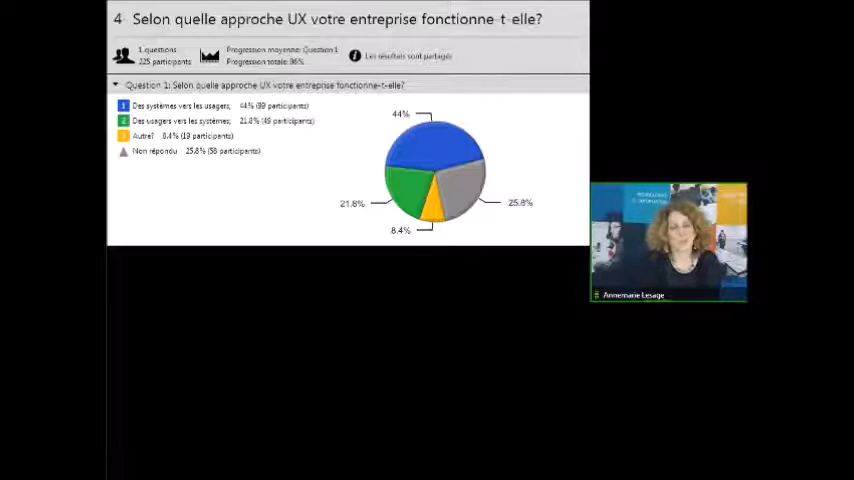 4 Selon quelle approche UX votre entreprise fonctionne-t-elle?
1 questions
225 participants
Progression moyenne: Question 1
Progression totale: 96%
Les résultats sont partagés
Question 1: Selon quelle approche UX votre entreprise fonctionne-t-elle?
1 Des systèmes vers les usagers; 44% (99 participants)
2 Des usagers vers les systèmes; 21.8% (49 participants)
3 Autre? 8.4% (19 participants)
Non répondu 25.8% (58 participants)
44%
21.8%
25.8%
8.4%
Annemarie Lesage